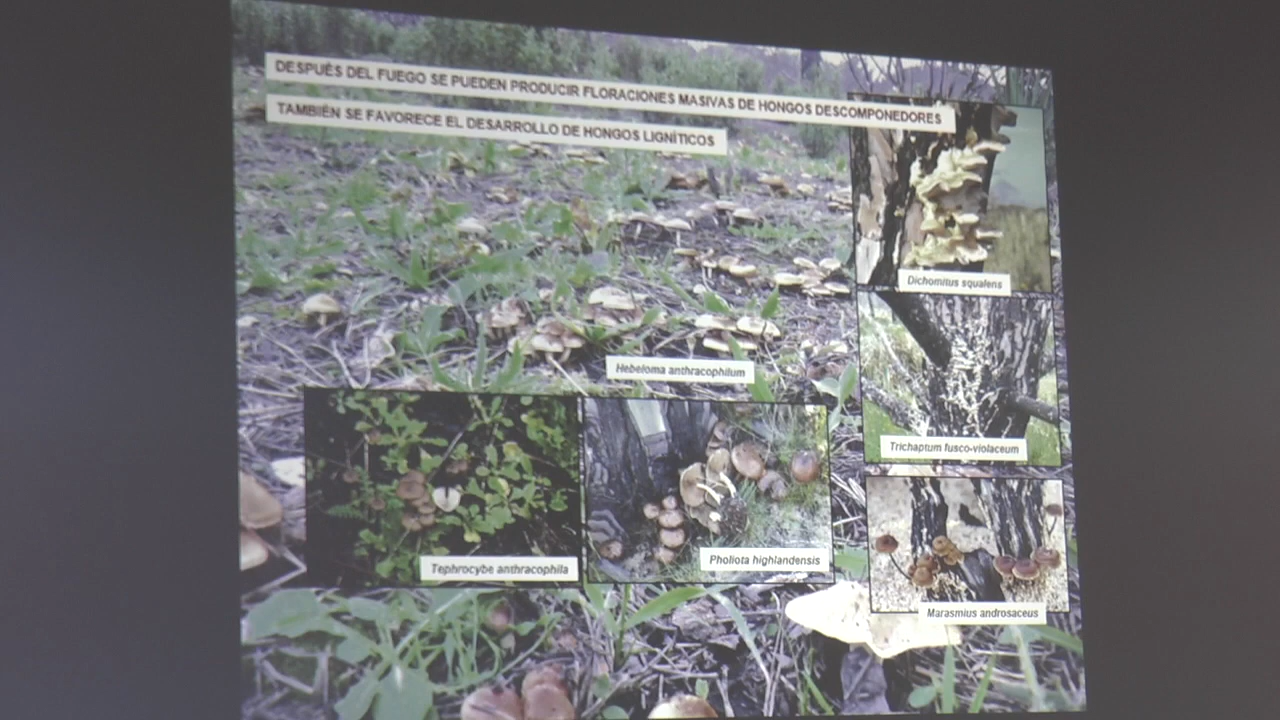 DESPUÉS DEL FUEGO SE PUEDEN PRODUCIR FLORACIONES MASIVAS DE HONGOS DESCOMPONEDORES
TAMBIÉN SE FAVORECE EL DESARROLLO DE HONGOS LIGNÍTICOS
Dichomitus squalens
Hebeloma anthracophilum
Trichaptum fusco-violaceum
Tephrocybe anthracophila
Pholiota highlandensis
Marasmius androsaceus